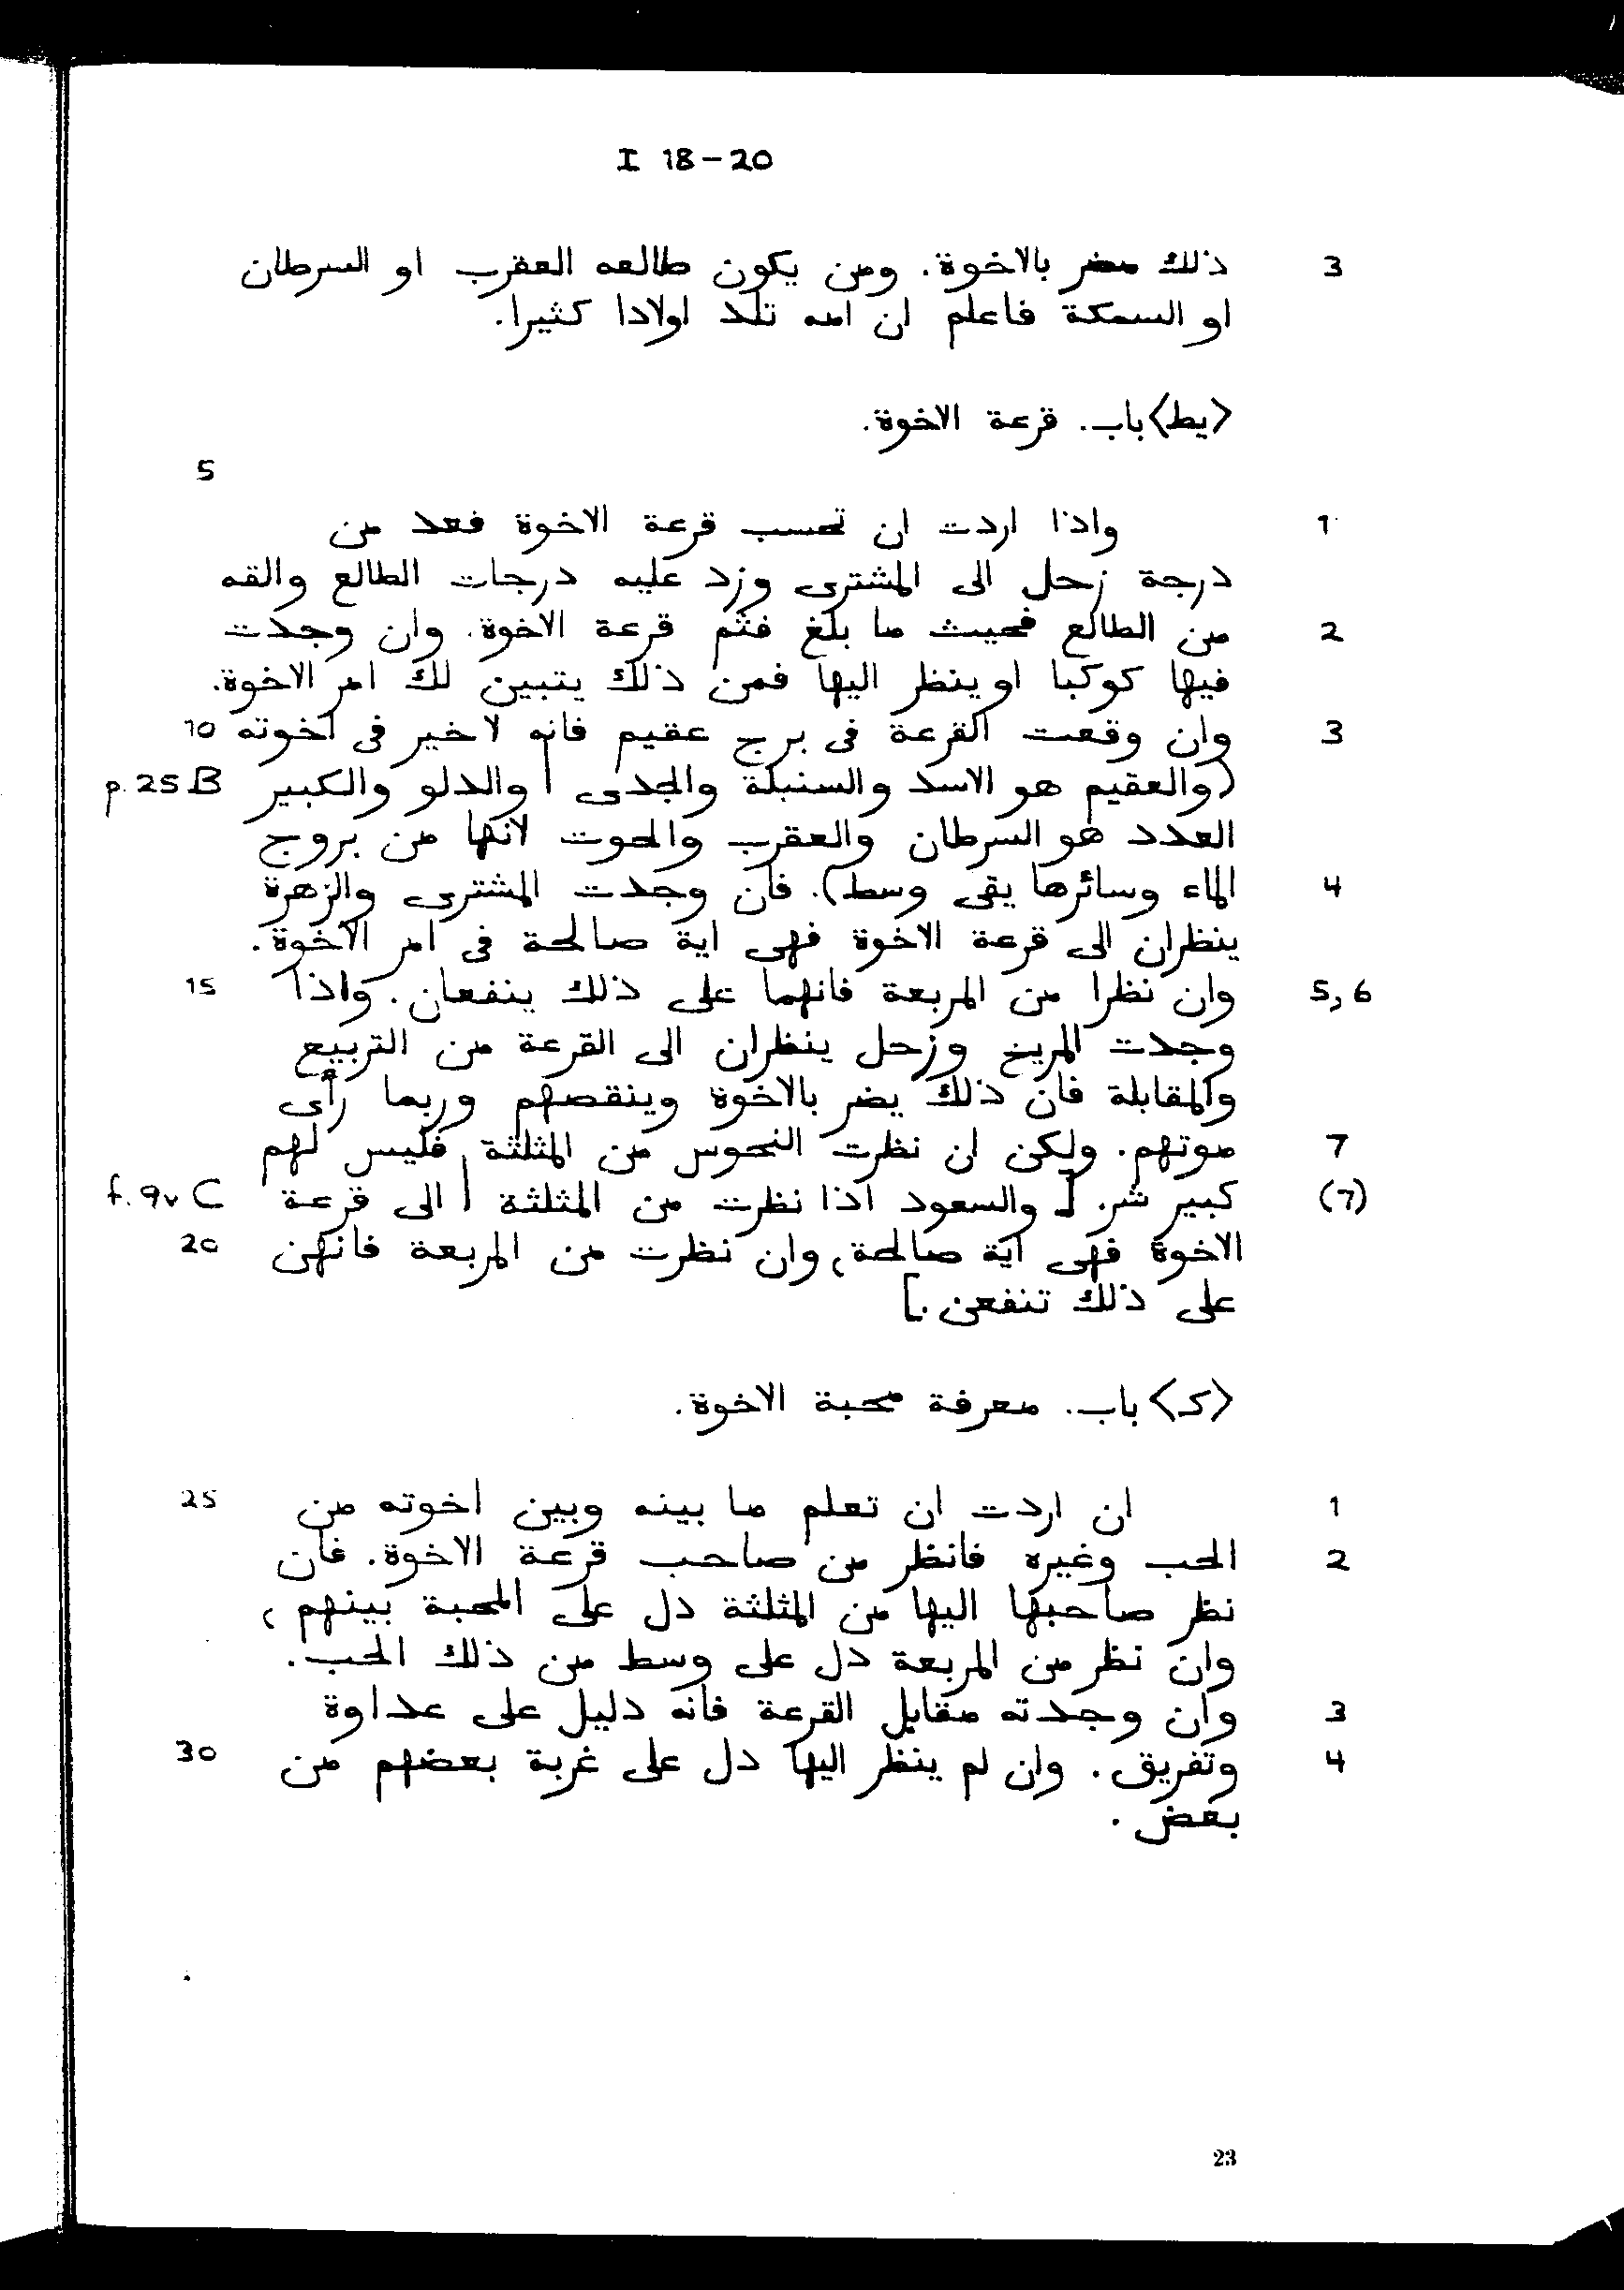 I 18-20
3 ذلك مضر بالاخوة. ومن يكون طالعه العقرب او السرطان
او السمكة فاعلم ان امه تلد اولادا كثيرا.
<يط> باب. قرعة الاخوة.
5
1 واذا اردت ان تحسب قرعة الاخوة فعد من
درجة زحل الى المشترى وزد عليه درجات الطالع والقه
2 من الطالع فحيث ما بلغ فثم قرعة الاخوة. وان وجدت
فيها كوكبا او ينظر اليها فمن ذلك يتبين لك امر الاخوة.
3 وان وقعت القرعة فى برج عقيم فانه لا خير فى اخوته 10
(والعقيم هو الاسد والسنبلة والجدى | والدلو والكبير p. 25 B
العدد هو السرطان والعقرب والحوت لانها من بروج
4 الماء وسائرها يقى وسط). فان وجدت المشترى والزهرة
ينظران الى قرعة الاخوة فهى اية صالحة فى امر الاخوة.
5, 6 وان نظرا من المربعة فانهما على ذلك ينفعان. واذا 15
وجدت المريخ وزحل ينظران الى القرعة من التربيع
والمقابلة فان ذلك يضر بالاخوة وينقصهم وربما رأى
7 موتهم. ولكن ان نظرت النحوس من المثلثة فليس لهم
(7) كبير شر. [والسعود اذا نظرت من المثلثة | الى قرعة f. 9v C
الاخوة فهى اية صالحة، وان نظرت من المربعة فانهن 20
على ذلك تنفعن.]
<ك> باب. معرفة محبة الاخوة.
1 ان اردت ان تعلم ما بينه وبين اخوته من 25
2 الحب وغيره فانظر من صاحب قرعة الاخوة. فان
نظر صاحبها اليها من المثلثة دل على المحبة بينهم،
وان نظر من المربعة دل على وسط من ذلك الحب.
3 وان وجدته مقابل القرعة فانه دليل على عداوة
4 وتفريق. وان لم ينظر اليها دل على غربة بعضهم من 30
بعض.
23